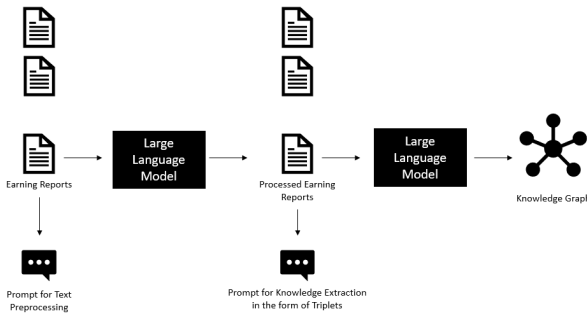 Large
Language
Model
Large
Language
Model
Earning Reports
Processed Earning
Reports
Knowledge Graph
Prompt for Text
Preprocessing
Prompt for Knowledge Extraction
in the form of Triplets